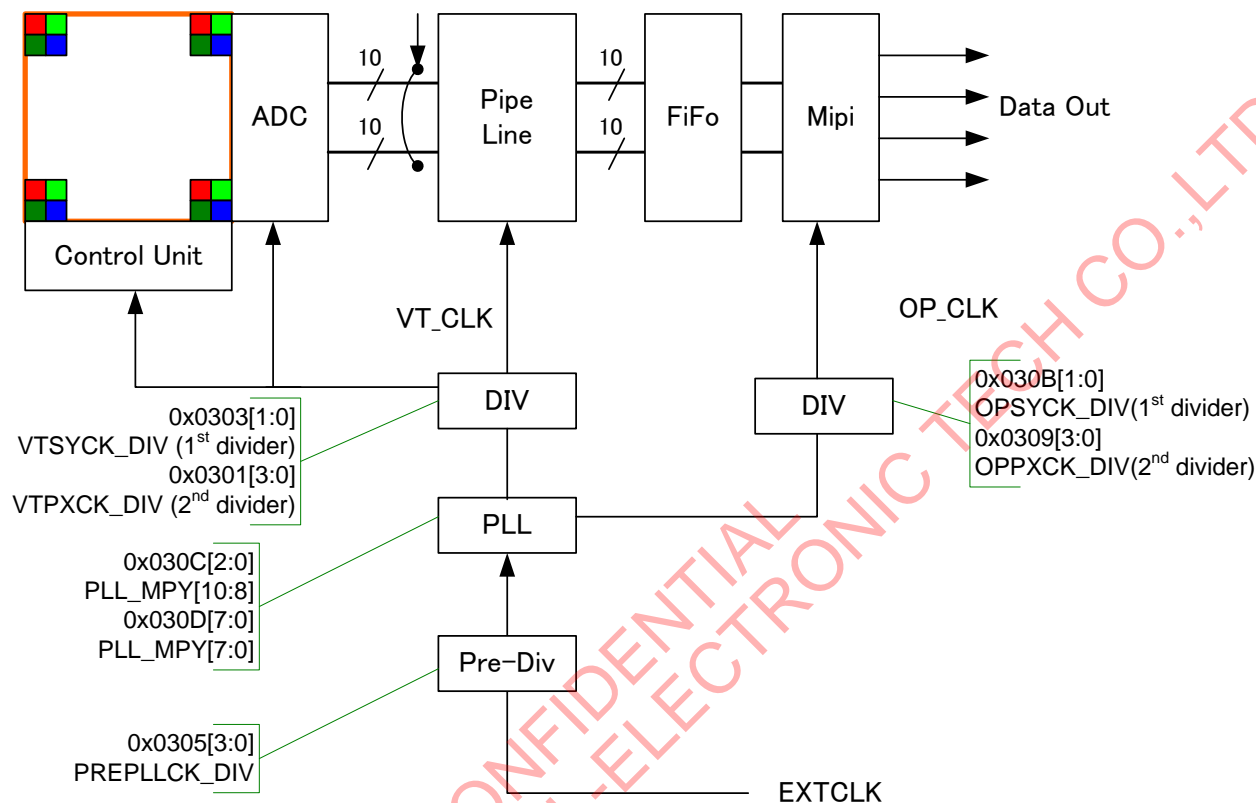 10
10
ADC
Pipe
Line
10
10
FiFo
Mipi
Data Out
Control Unit
VT_CLK
OP_CLK
DIV
DIV
0x0303[1:0]
VTSYCK_DIV (1st divider)
0x0301[3:0]
VTPXCK_DIV (2nd divider)
0x030B[1:0]
OPSYCK_DIV(1st divider)
0x0309[3:0]
OPPXCK_DIV(2nd divider)
PLL
0x030C[2:0]
PLL_MPY[10:8]
0x030D[7:0]
PLL_MPY[7:0]
Pre-Div
0x0305[3:0]
PREPLLCK_DIV
EXTCLK
CONFIDENTIAL
-ELECTRONIC TECH CO.,LTD